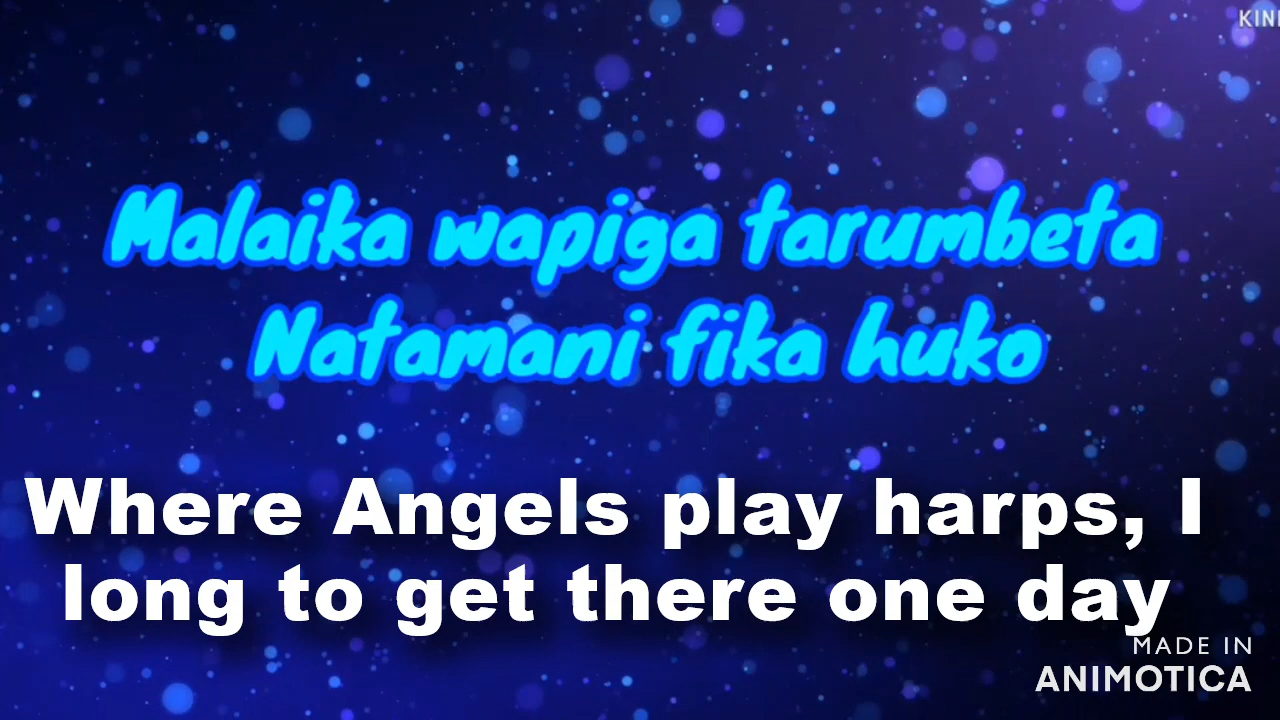 Malaika wapiga tarumbeta
Natamani fika huko
Where Angels play harps, I
long to get there one day
MADE IN
ANIMOTICA